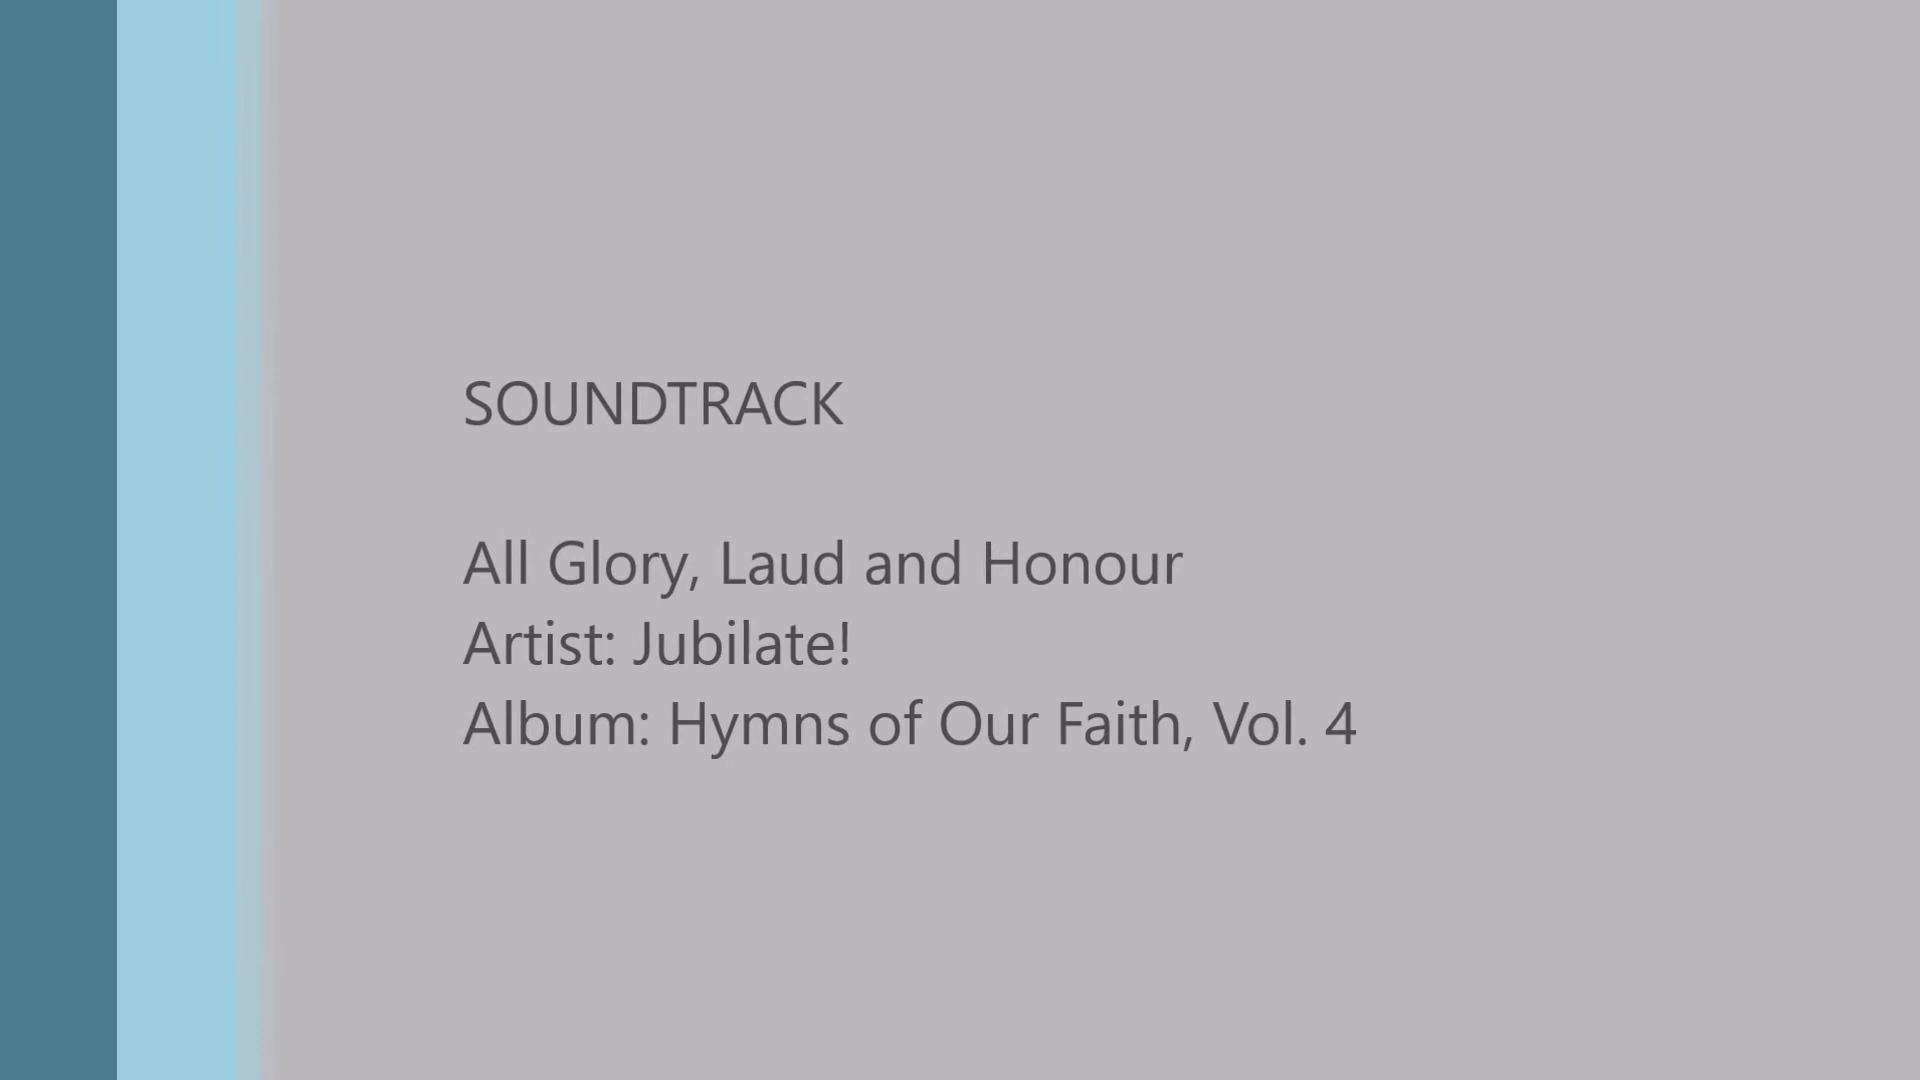 SOUNDTRACK
All Glory, Laud and Honour
Artist: Jubilate!
Album: Hymns of Our Faith, Vol. 4